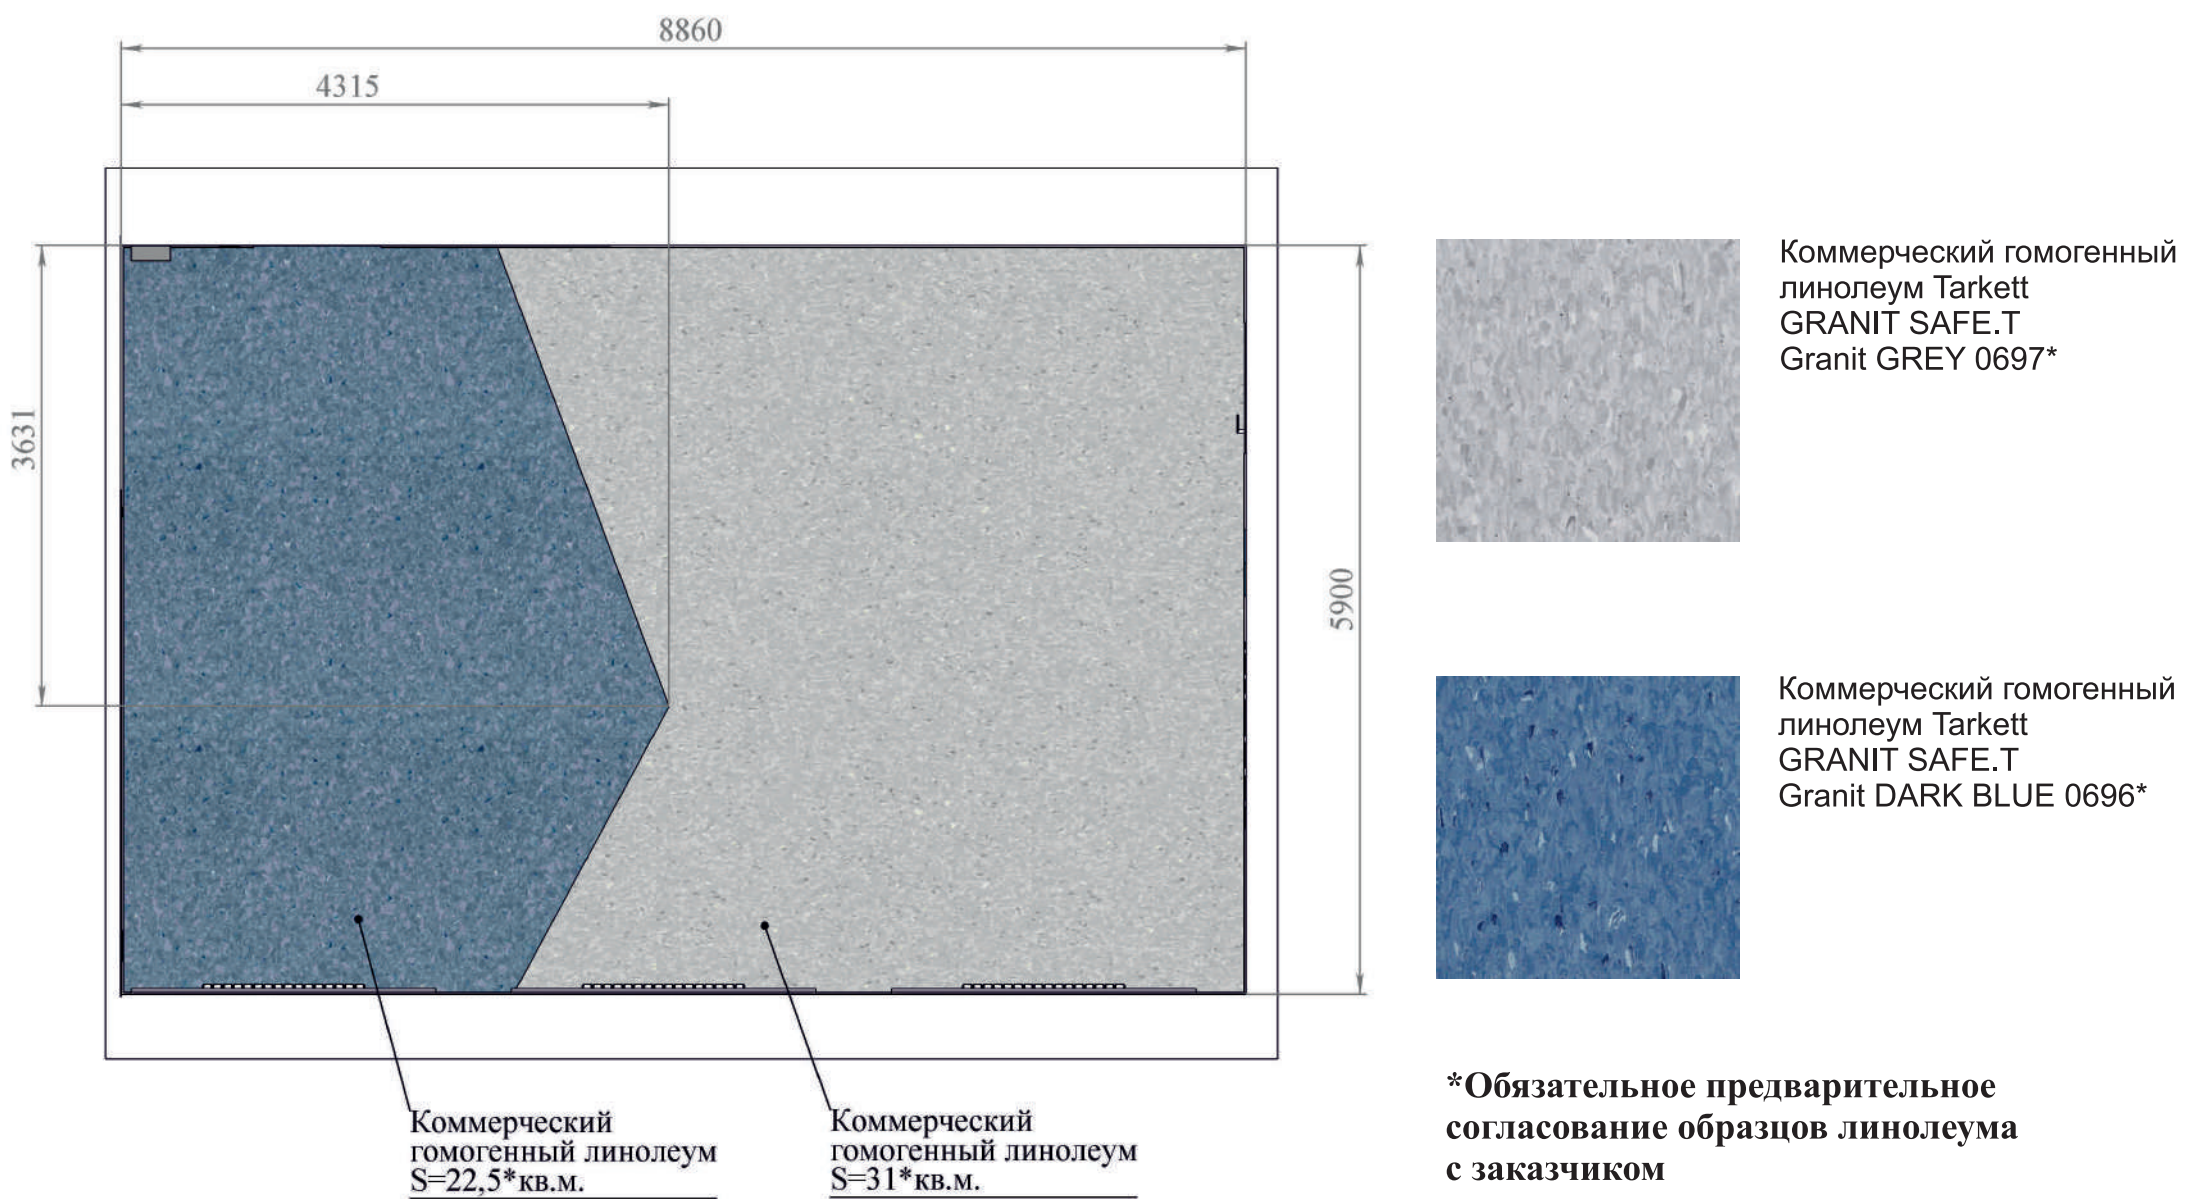 8860
4315
3631
5900
Коммерческий гомогенный
линолеум Tarkett
GRANIT SAFE.T
Granit GREY 0697*
Коммерческий гомогенный
линолеум Tarkett
GRANIT SAFE.T
Granit DARK BLUE 0696*
Коммерческий
гомогенный линолеум
S=22,5*кв.м.
Коммерческий
гомогенный линолеум
S=31*кв.м.
*Обязательное предварительное
согласование образцов линолеума
с заказчиком